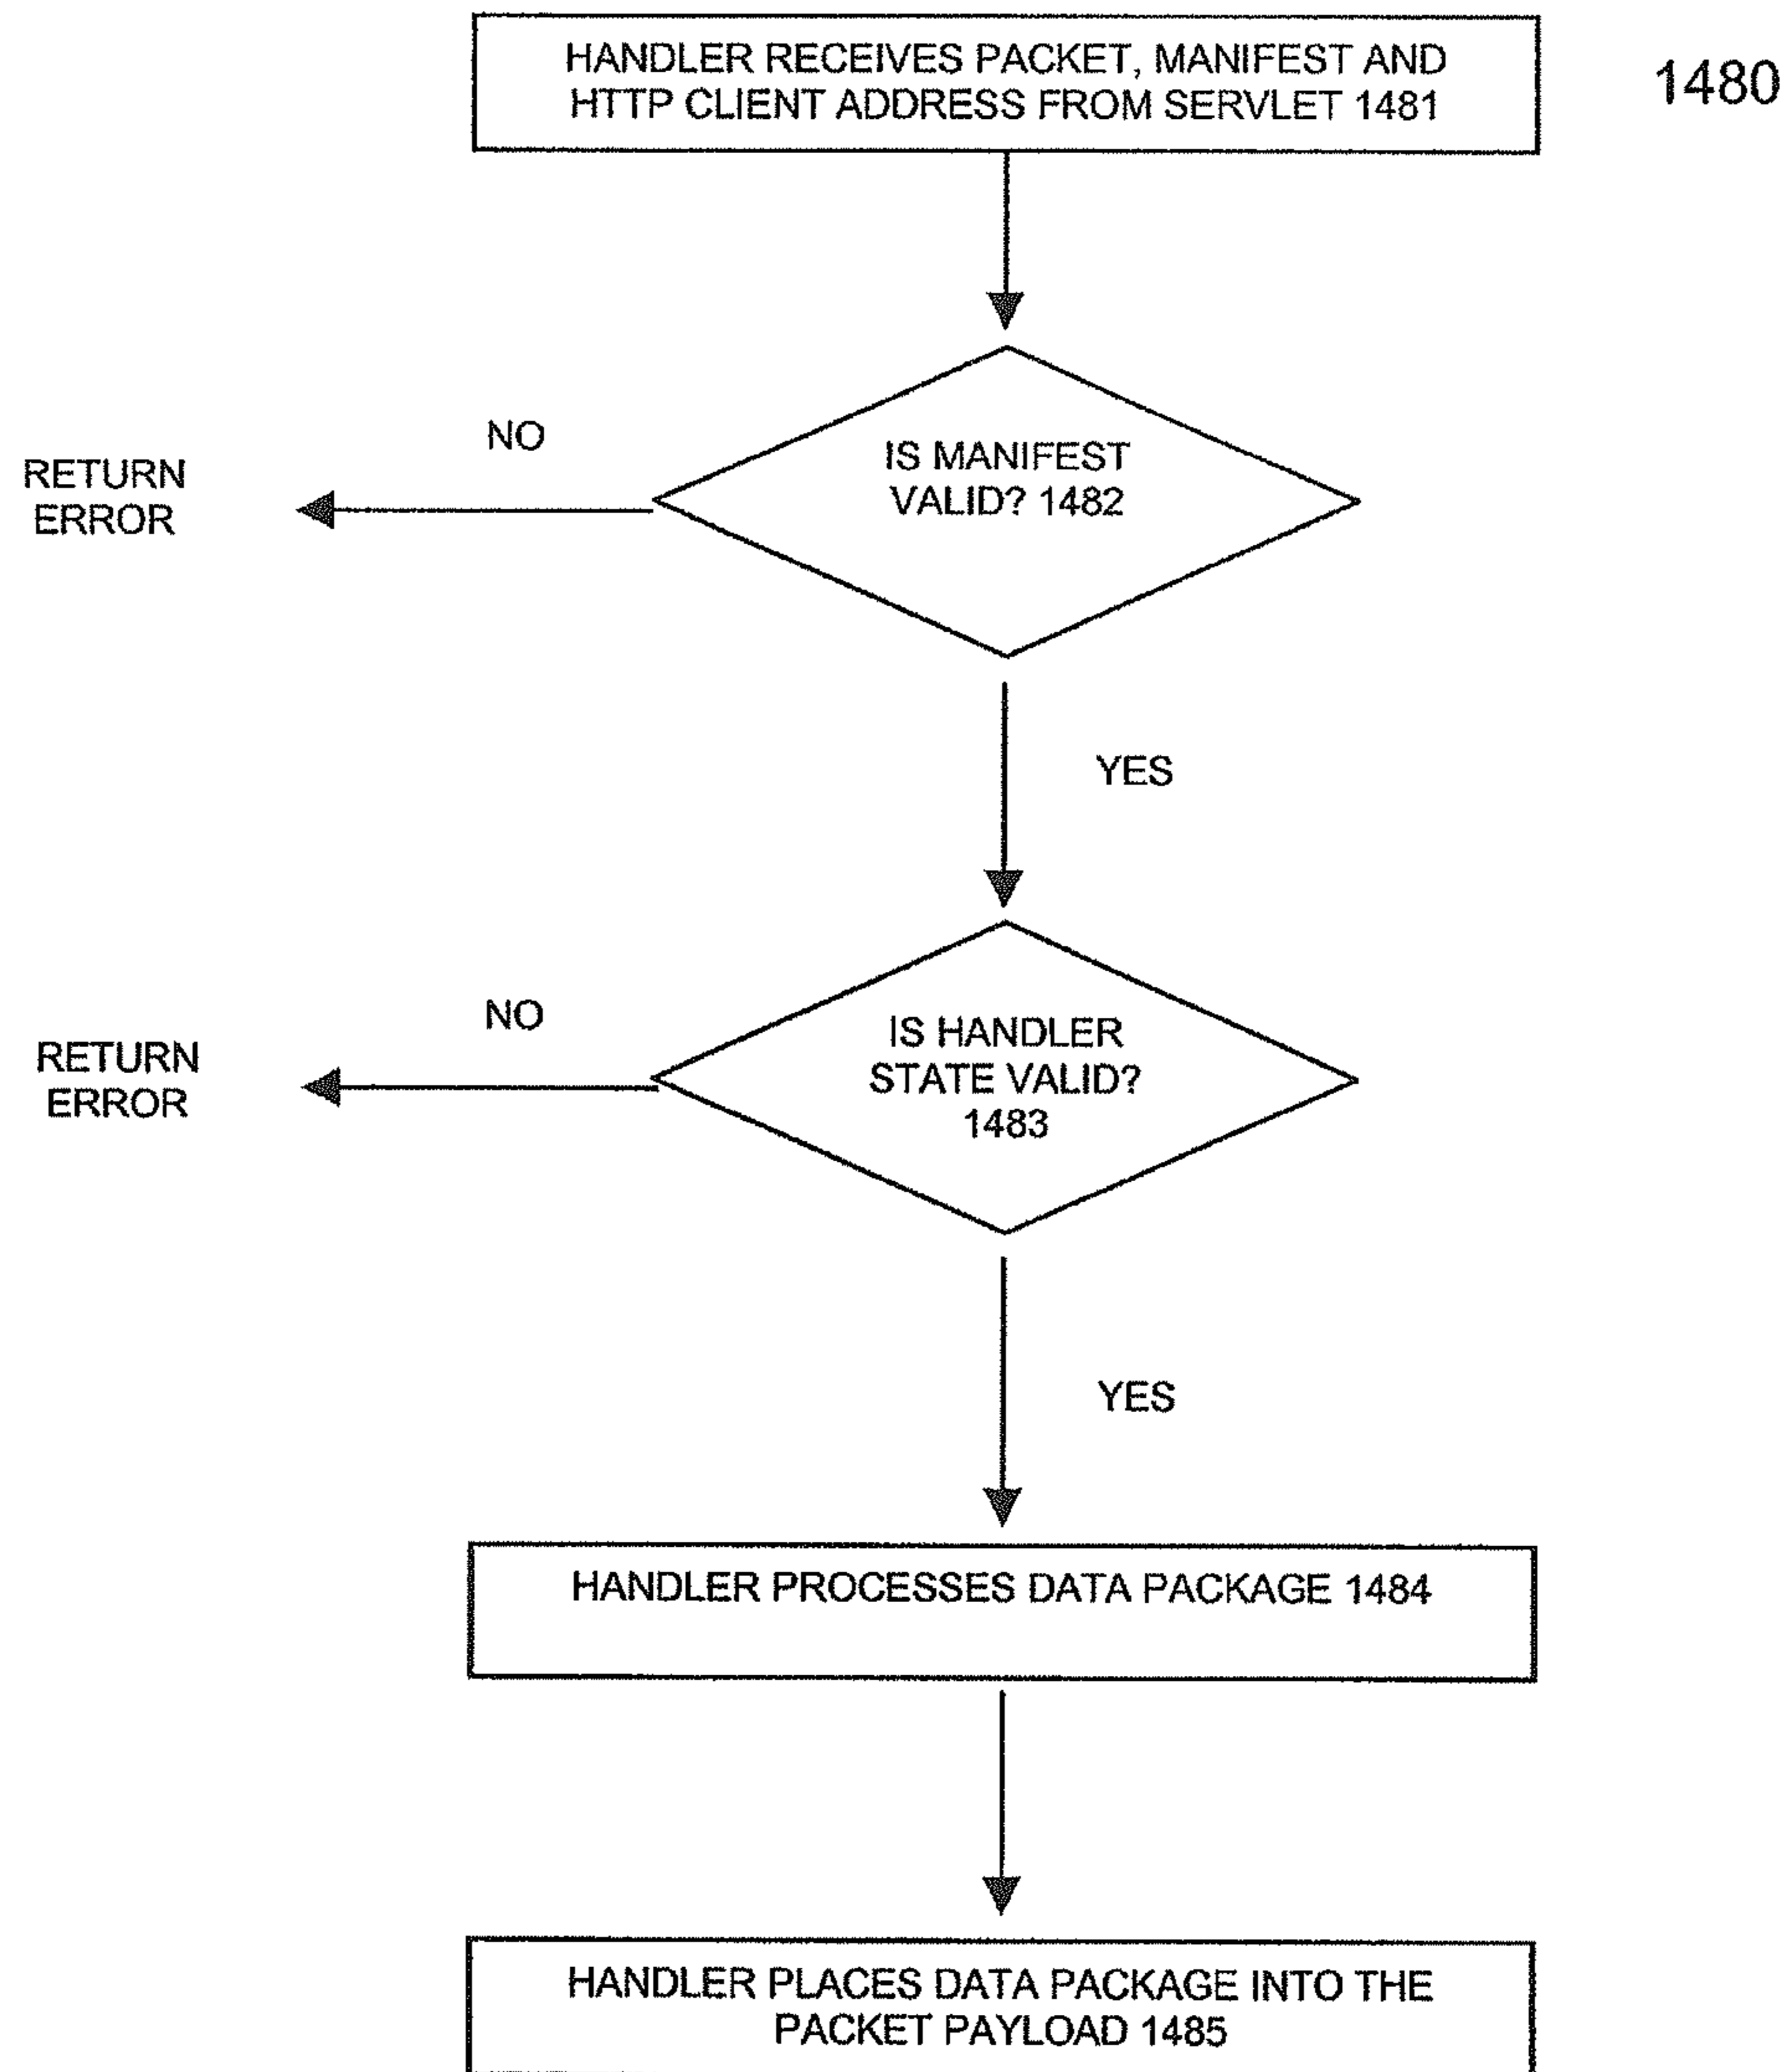 HANDLER RECEIVES PACKET, MANIFEST AND
HTTP CLIENT ADDRESS FROM SERVLET 1481
1480
NO
RETURN
ERROR
IS MANIFEST
VALID? 1482
YES
NO
RETURN
ERROR
IS HANDLER
STATE VALID?
1483
YES
HANDLER PROCESSES DATA PACKAGE 1484
HANDLER PLACES DATA PACKAGE INTO THE
PACKET PAYLOAD 1485